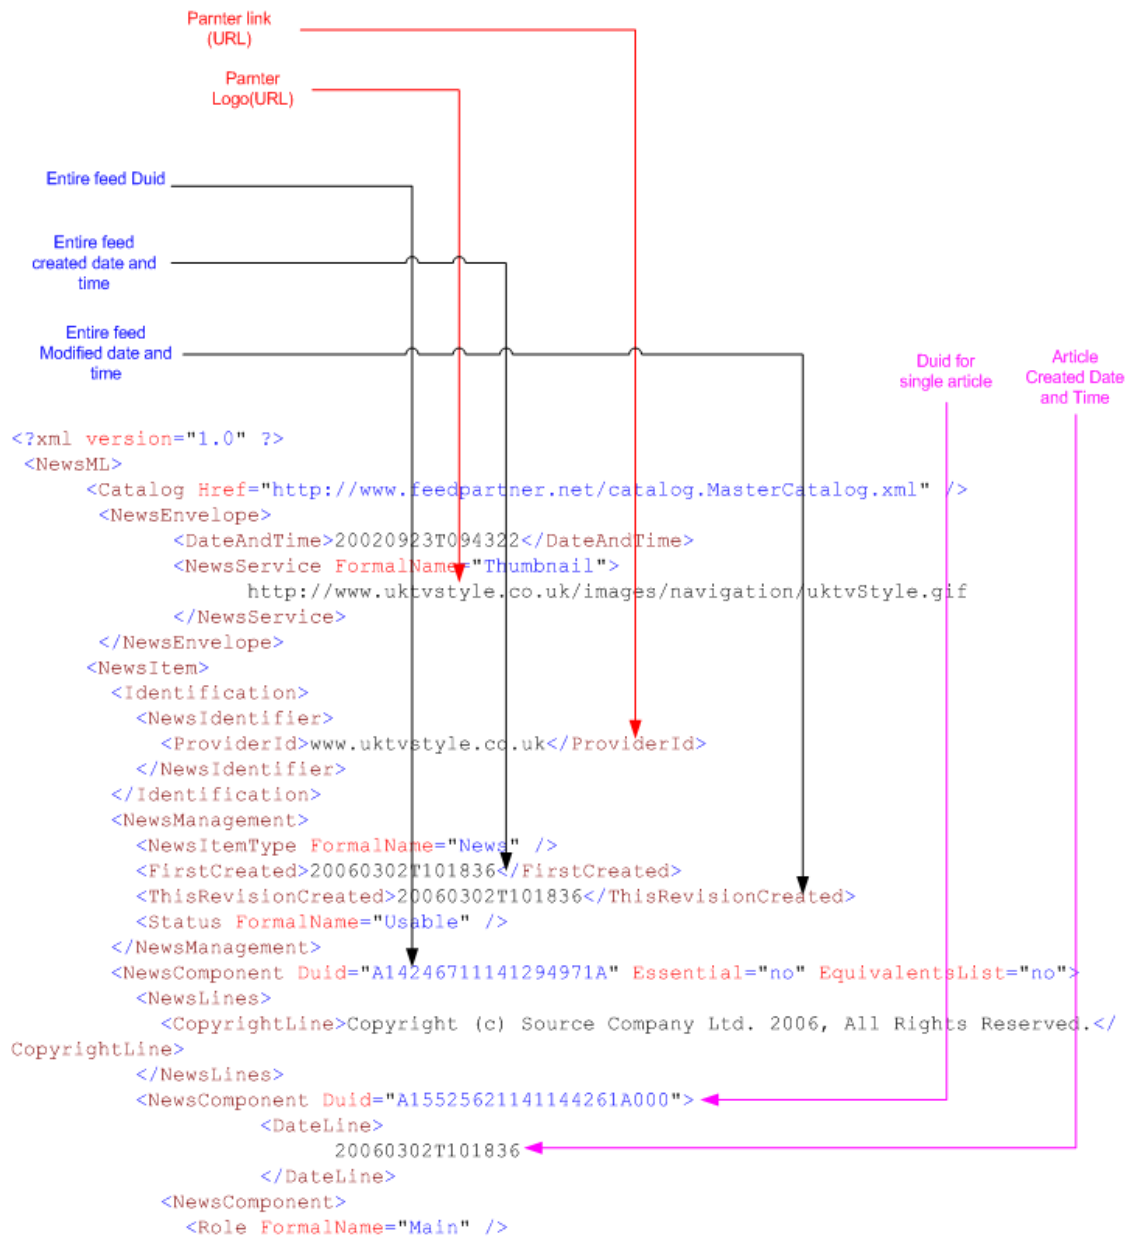 Parnter link
(URL)
Parnter
Logo(URL)
Entire feed Duid
Entire feed
created date and
time
Entire feed
Modified date and
time
Duid for
single article
Article
Created Date
and Time
<?xml version="1.0" ?>
<NewsML>
<Catalog Href="http://www.feedpartner.net/catalog.MasterCatalog.xml" />
<NewsEnvelope>
<DateAndTime>20020923T094322</DateAndTime>
<NewsService FormalName="Thumbnail">
http://www.uktvstyle.co.uk/images/navigation/uktvStyle.gif
</NewsService>
</NewsEnvelope>
<NewsItem>
<Identification>
<NewsIdentifier>
<ProviderId>www.uktvstyle.co.uk</ProviderId>
</NewsIdentifier>
</Identification>
<NewsManagement>
<NewsItemType FormalName="News" />
<FirstCreated>20060302T101836</FirstCreated>
<ThisRevisionCreated>20060302T101836</ThisRevisionCreated>
<Status FormalName="Usable" />
</NewsManagement>
<NewsComponent Duid="A14246711141294971A" Essential="no" EquivalentsList="no">
<NewsLines>
<CopyrightLine>Copyright (c) Source Company Ltd. 2006, All Rights Reserved.</
CopyrightLine>
</NewsLines>
<NewsComponent Duid="A15525621141144261A000">
<DateLine>
20060302T101836
</DateLine>
<NewsComponent>
<Role FormalName="Main" />